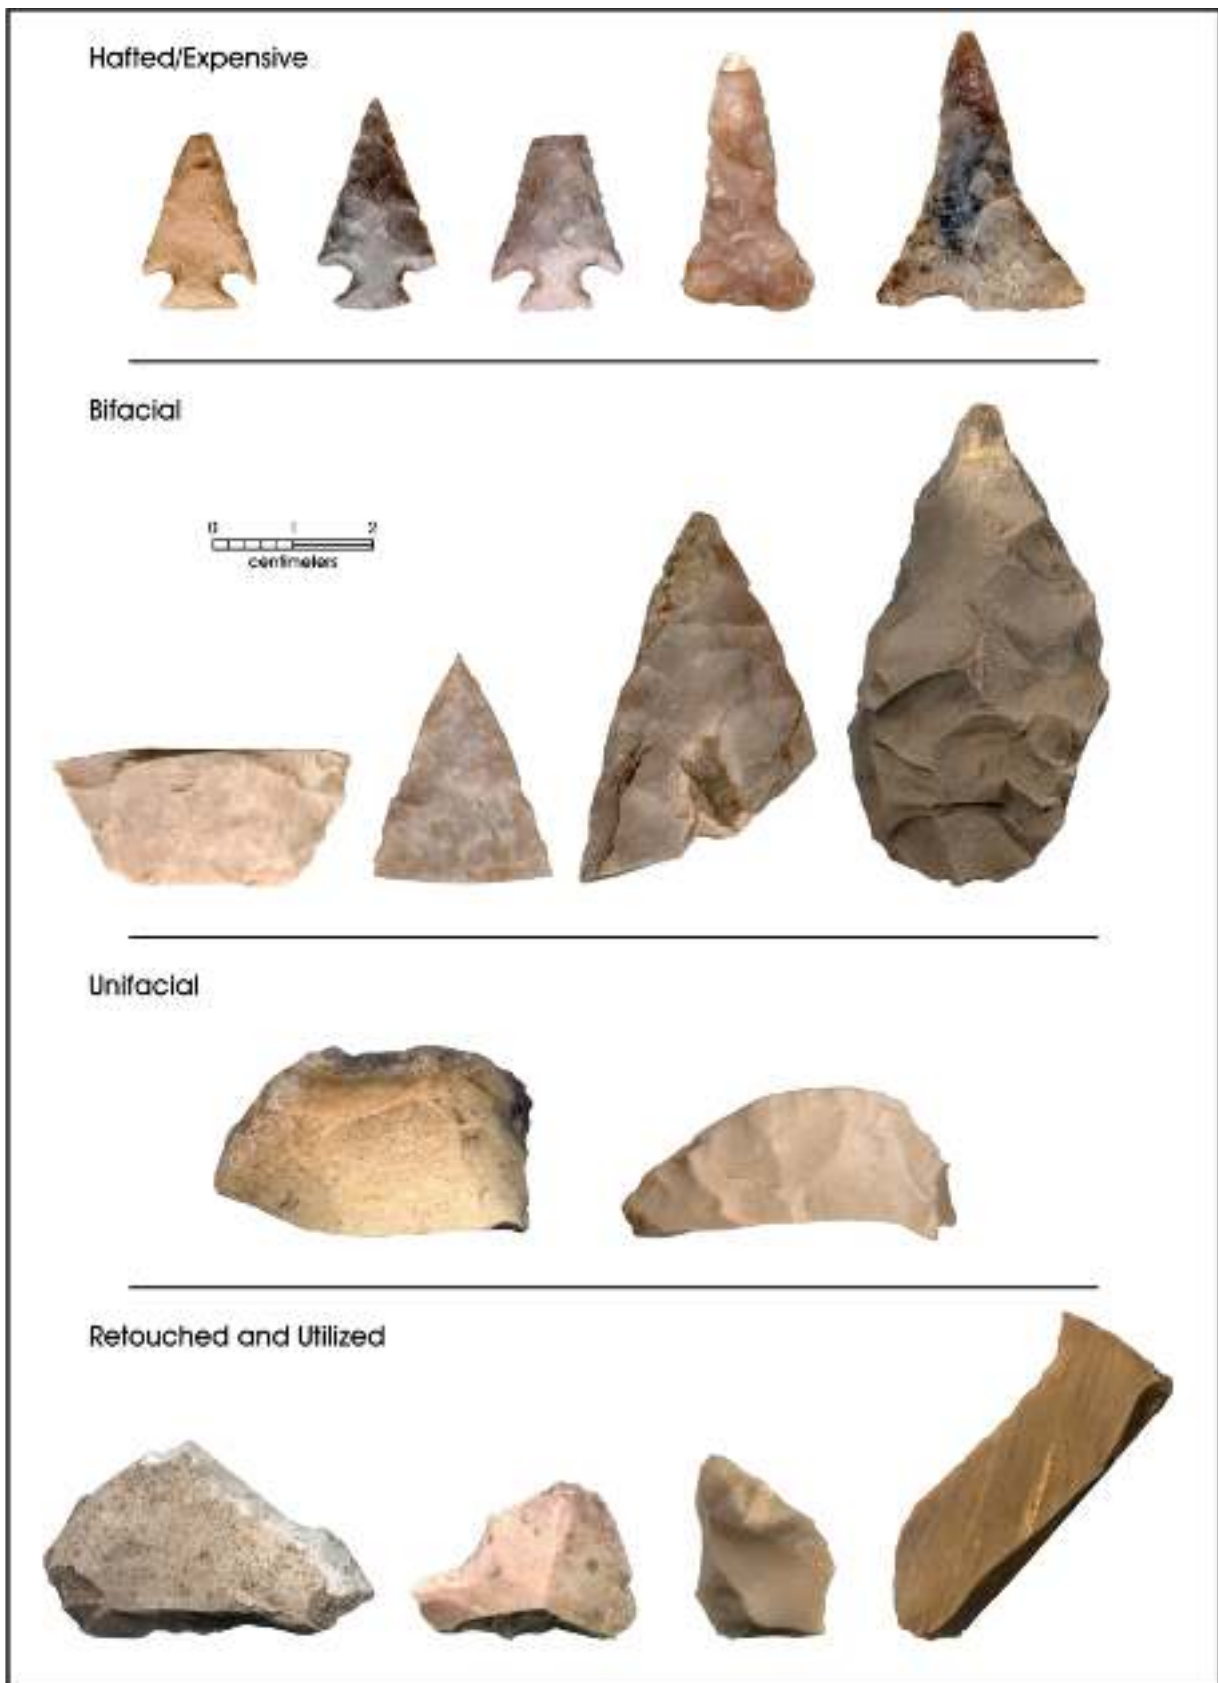 Hafted/Expensive
Bifacial
0 1 2
centimeters
Unifacial
Retouched and Utilized